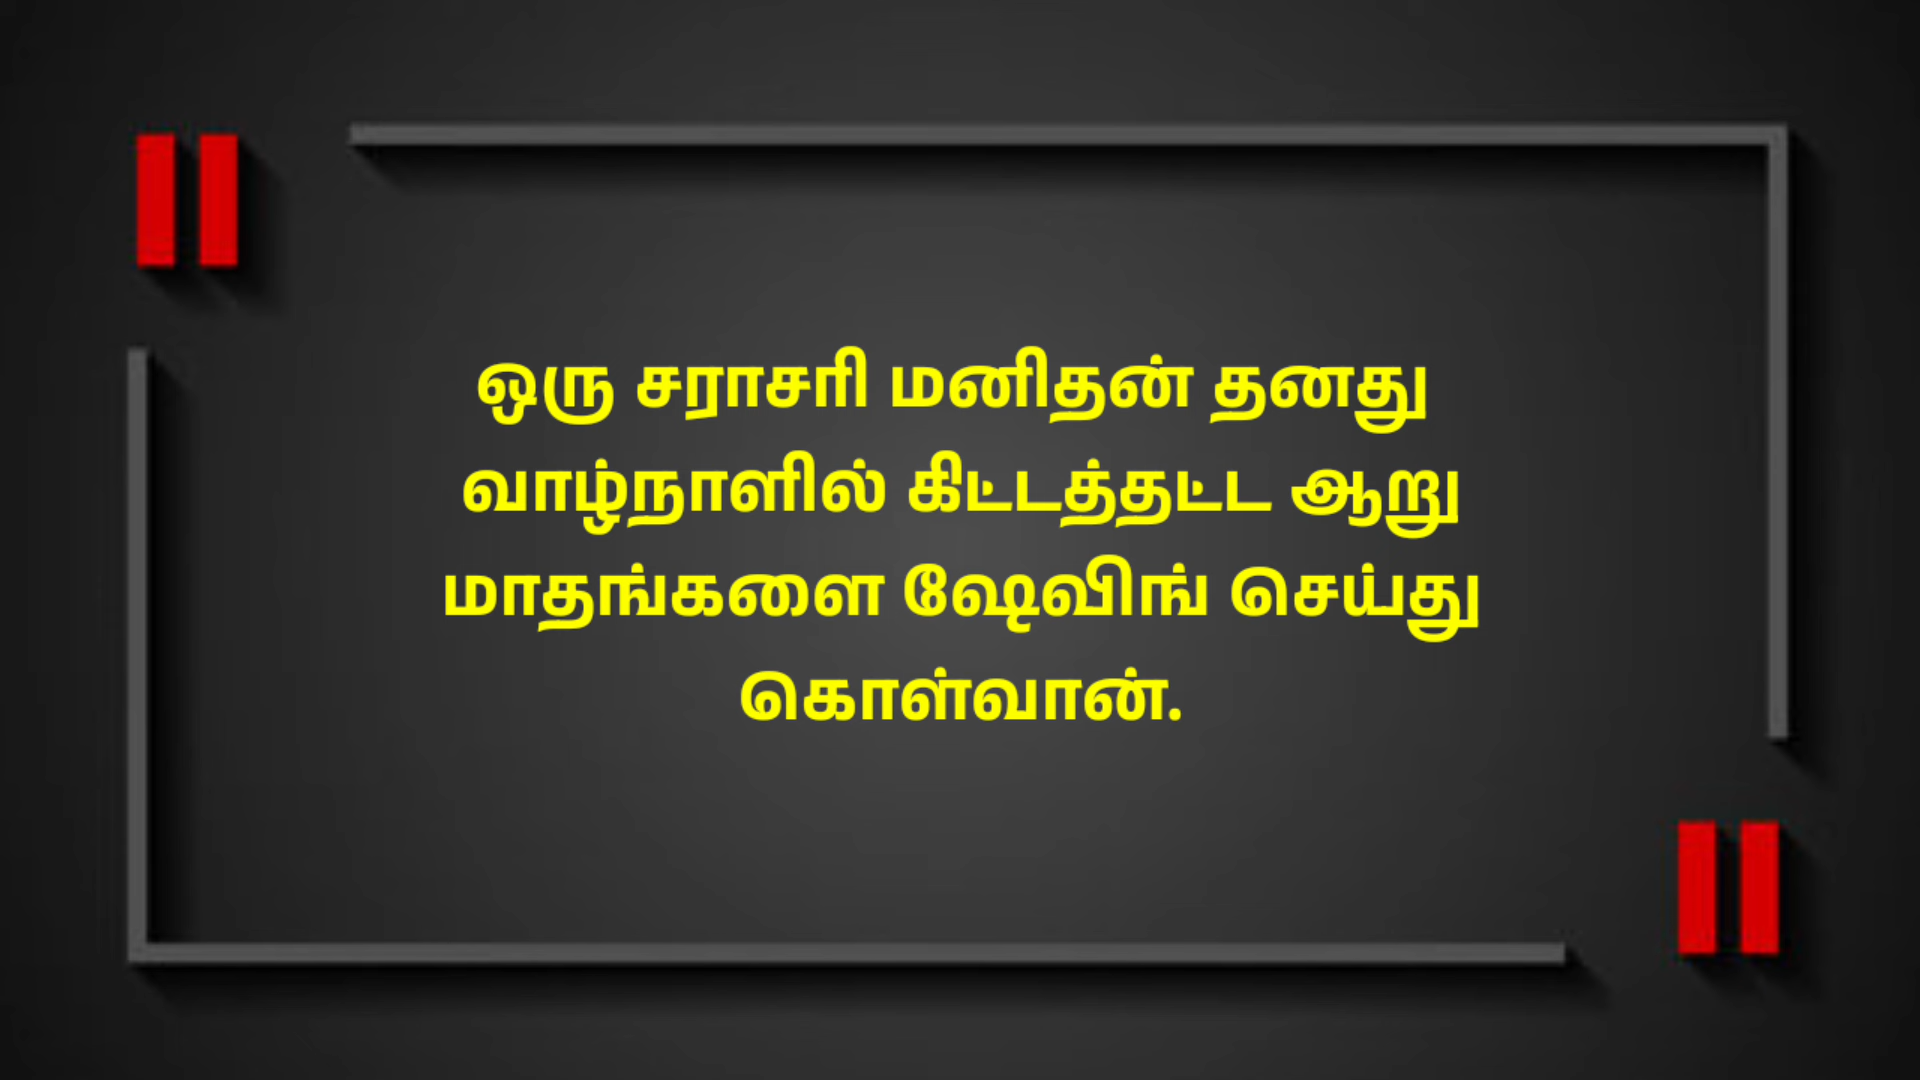 ஒரு சராசரி மனிதன் தனது
வாழ்நாளில் கிட்டத்தட்ட ஆறு
மாதங்களை ஷேவிங் செய்து
கொள்வான்.